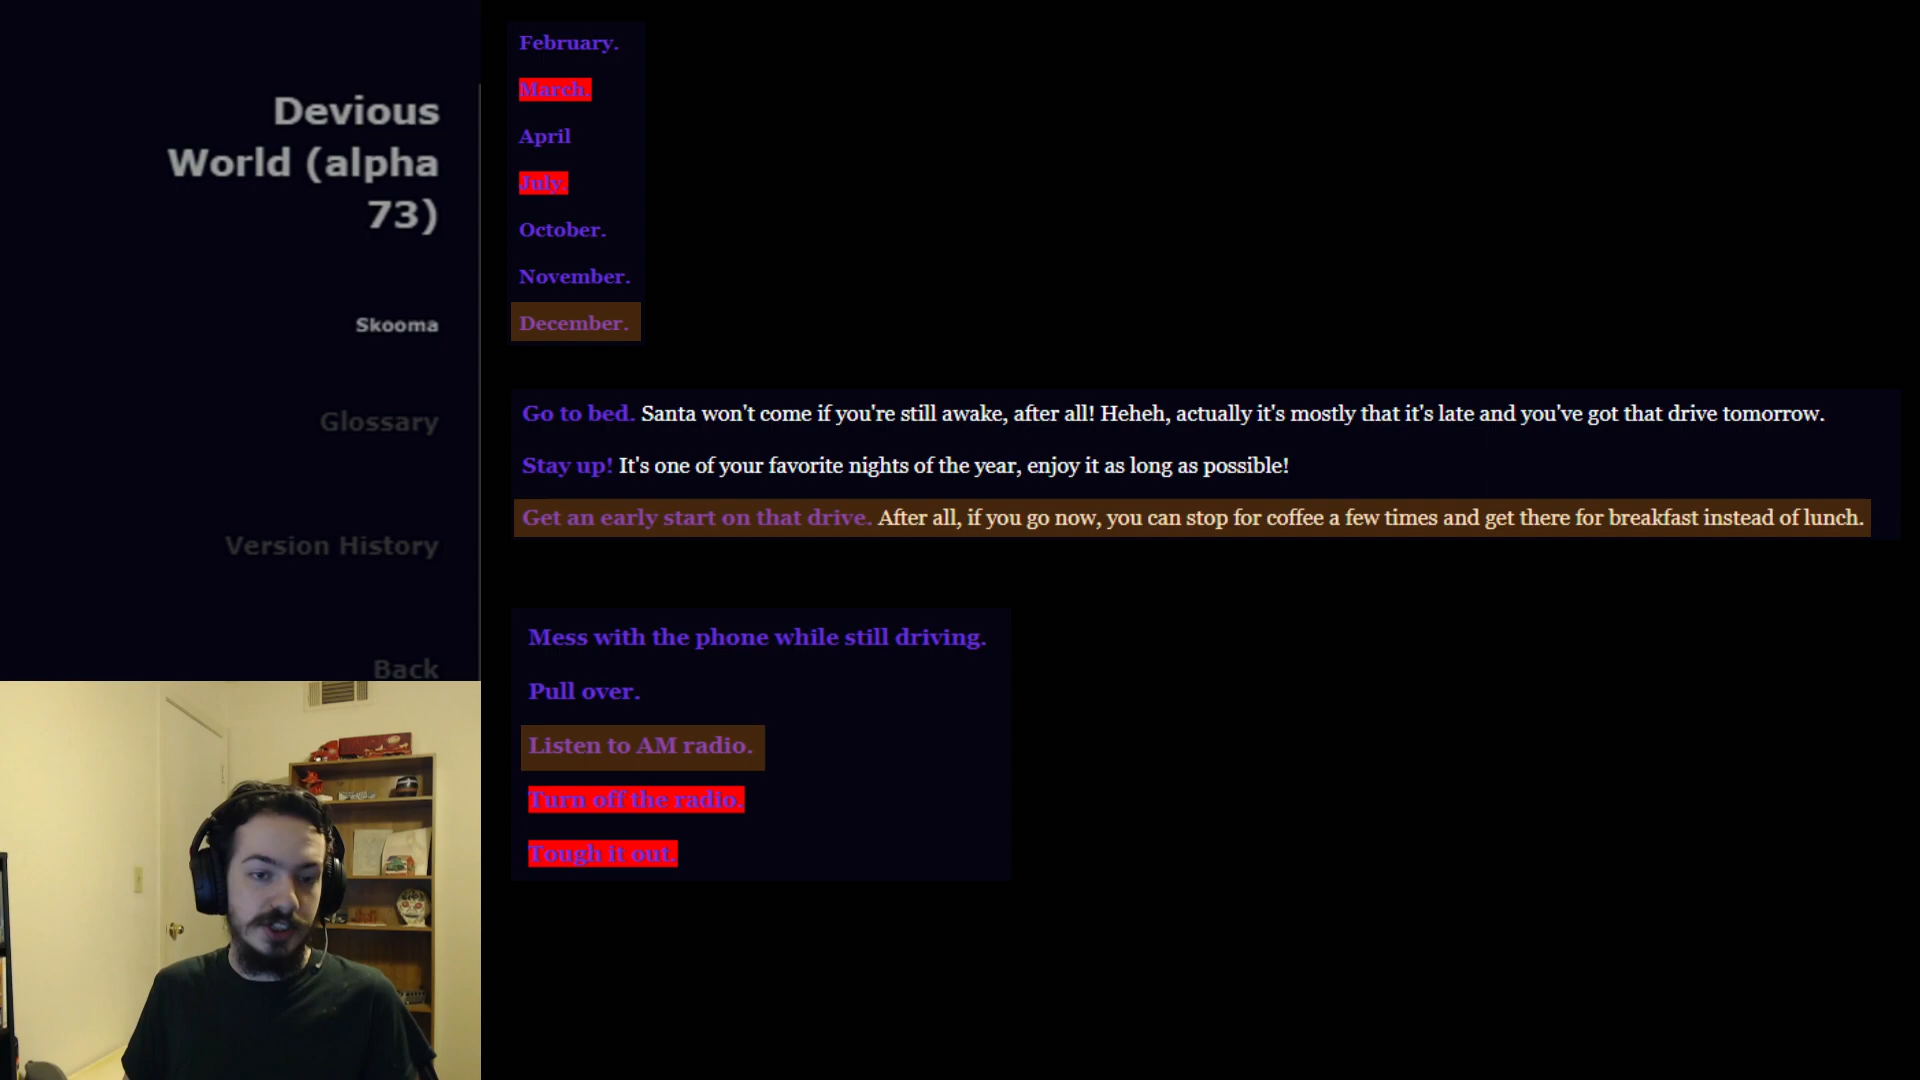 Devious
World (alpha
73)
Skooma
Glossary
Version History
Back
February.
March.
April
July.
October.
November.
December.
Go to bed. Santa won't come if you're still awake, after all! Heheh, actually it's mostly that it's late and you've got that drive tomorrow.
Stay up! It's one of your favorite nights of the year, enjoy it as long as possible!
Get an early start on that drive. After all, if you go now, you can stop for coffee a few times and get there for breakfast instead of lunch.
Mess with the phone while still driving.
Pull over.
Listen to AM radio.
Turn off the radio.
Tough it out.